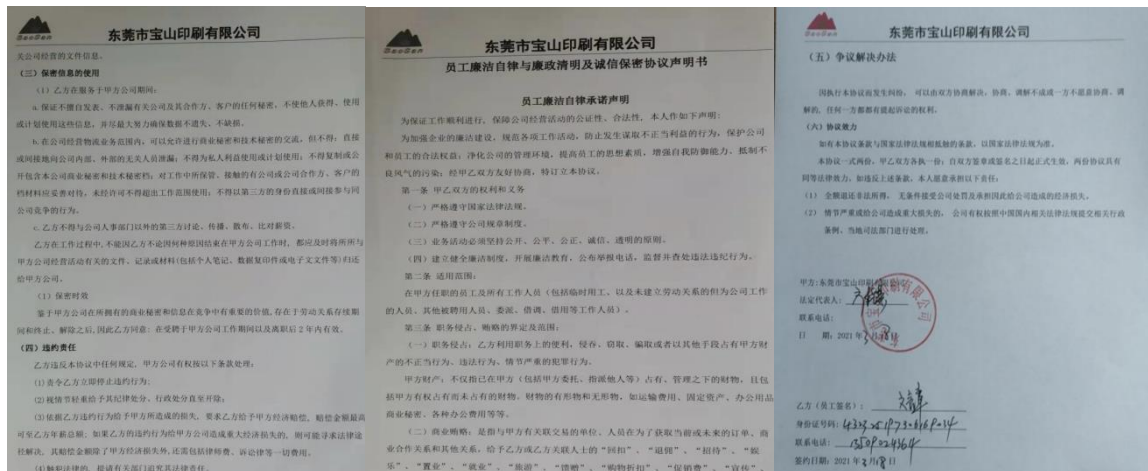 东莞市宝山印刷有限公司
关公司经营的文件信息。
(三)保密信息的使用
(1)乙方在服务于甲方公司期间:
a.保证不擅自发表、不泄漏有关公司及其合作方、客户的任何秘密,不使他人获得、使用
或计划使用这些信息,并尽最大努力确保数据不遗失、不缺损。
b.在公司经营物流业务范围内,可以允许进行商业秘密和技术秘密的交流,但不得:直接
或间接地向公司内部、外部的无关人员泄漏;不得为私人利益使用或计划使用;不得复制或公
开包含本公司商业秘密和技术秘密档;对工作中所保管、接触的有公司或公司合作方、客户的
档材料应妥善对待,未经许可不得超出工作范围使用;不得以第三方的身份直接或间接参与同
公司竞争的行为。
c.乙方不得与公司人事部门以外的第三方讨论、传播、散布、比对薪资。
乙方在工作过程中,不能因乙方不论因何种原因结束在甲方公司工作时,都应及时将所所与
甲方公司经营活动有关的文件、记录或材料(包括个人笔记、数据复印件或电子文文件等)归还
给甲方公司。
(1)保密时效
鉴于甲方公司在所拥有的商业秘密和信息在竞争中有重要的价值,存在于劳动关系存续期
间和终止、解除之后,因此乙方同意:在受聘于甲方公司工作期间以及离职后2年内有效。
(四)违约责任
乙方违反本协议中任何规定,甲方公司有权按以下条款处理:
(1)责令乙方立即停止违约行为;
(2)视情节轻重给予其纪律处分、行政处分直至开除;
(3)依据乙方违约行为给予甲方所造成的损失,要求乙方给予甲方经济赔偿,赔偿金额最高
可至乙方年薪总额。如果乙方的违约行为给甲方公司造成重大经济损失的,则可能寻求法律途
径解决,其赔偿金额除了甲方经济损失外,还需包括律师费、诉讼律等一切费用。
(4)触犯法律的,提请有关部门追究其法律责任。
东莞市宝山印刷有限公司
员工廉洁自律与廉政清明及诚信保密协议声明书
员工廉洁自律承诺声明
为保证工作顺利进行,保障公司经营活动的公证性、合法性,本人作如下声明:
为加强企业的廉洁建设,规范各项工作活动,防止发生谋取不正当利益的行为,保护公司
和员工的合法权益;净化公司的管理环境,提高员工的思想素质,增强自我防御能力。抵制不
良风气的污染;经甲乙双方友好协商,特订立本协议。
第一条 甲乙双方的权利和义务
(一)严格遵守国家法律法规。
(二)严格遵守公司规章制度。
(三)业务活动必须坚持公开、公平、公正、诚信、透明的原则。
(四)建立健全廉洁制度,开展廉洁教育,公布举报电话,监督并查处违法违纪行为。
第二条 适用范围:
在甲方任职的员工及所有工作人员(包括临时用工,以及未建立劳动关系的但为公司工作
的人员、其他被聘用人员、委派、借调、借用等工作人员)。
第三条 职务侵占、贿赂的界定及范围:
(一)职务侵占:乙方利用职务上的便利,侵吞、窃取、骗取或者以其他手段占有甲方财
产的不正当行为、违法行为、情节严重的犯罪行为。
甲方财产:不仅指已在甲方(包括甲方委托、指派他人等)占有、管理之下的财物,且包
括甲方有权占有而未占有的财物。财物的有形物和无形物,如运输费用、固定资产、办公用品
商业秘密、各种办公费用等等。
(二)商业贿赂:是指与甲方有关联交易的单位、人员在为了获取当前或未来的订单、商
业合作关系和其他关系,给予乙方或乙方关联人士的“回扣”、“退佣”、“招待”、“娱
乐”、“置业”、“就业”、“旅游”、“馈赠”、“购物折扣”、“保销费”、“宣传”、
东莞市宝山印刷有限公司
(五)争议解决办法
因执行本协议而发生纠纷,可以由双方协商解决,协商、调解不成或一方不愿意协商、调
解的,任何一方都都有提起诉讼的权利。
(六)协议效力
如有本协议条款与国家法律法规相抵触的条款,以国家法律法规为准。
本协议一式两份,甲乙双方各执一份;自双方签章或签名之日起正式生效,两份协议具有
同等法律效力。如违反上述条款,本人愿意承担以下责任:
(1) 全额退还非法所得,无条件接受公司处罚及承担因此给公司造成的经济损失。
(2) 情节严重或给公司造成重大损失的,公司有权按照中国国内相关法律法规提交相关行政
条例、当地司法部门进行处理。
甲方:东莞市宝山印刷有限公司
法定代表人:
联系电话:
日 期:2021年3月18日
乙方(员工签名):
身份证号码:
联系电话:
签约日期:2021年3月18日